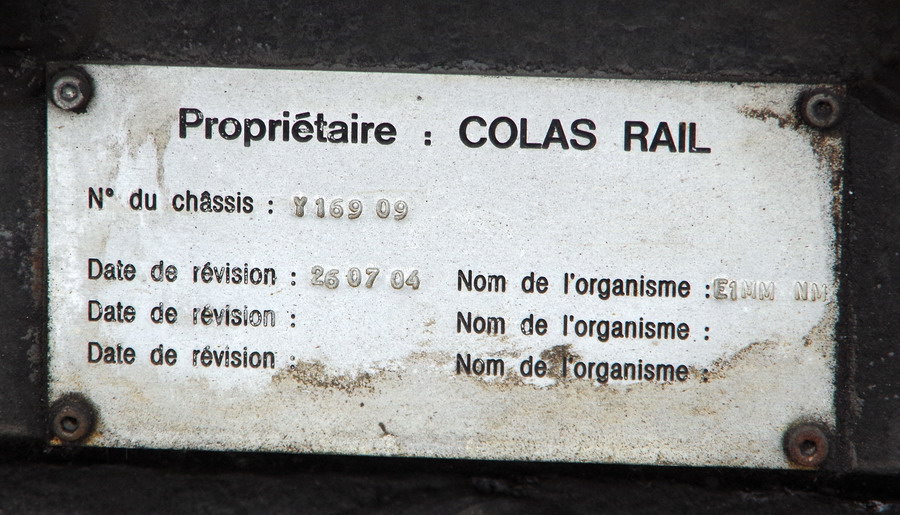 Propriétaire : COLAS RAIL
N° du châssis : Y169 09
Date de révision : 26 07 04 Nom de l'organisme : E1MM NM
Date de révision : Nom de l'organisme :
Date de révision : Nom de l'organisme :